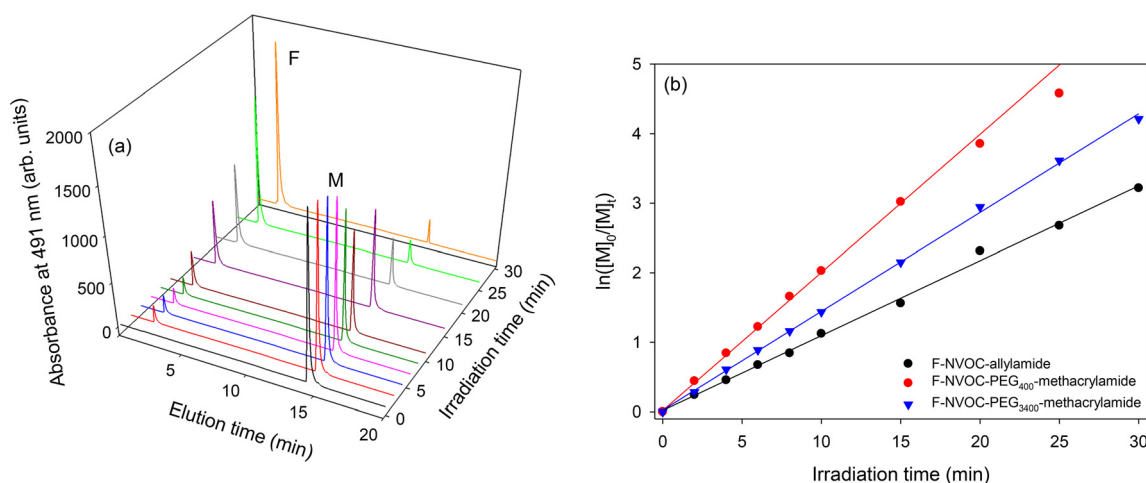 (a)
F
M
Absorbance at 491 nm (arb. units)
2000
1500
1000
500
0
5
10
15
20
Elution time (min)
0
5
10
15
20
25
30
Irradiation time (min)
(b)
ln([M]₀/[M]ₜ)
5
4
3
2
1
0
0
5
10
15
20
25
30
Irradiation time (min)
F-NVOC-allylamide
F-NVOC-PEG₄₀₀-methacrylamide
F-NVOC-PEG₃₄₀₀-methacrylamide